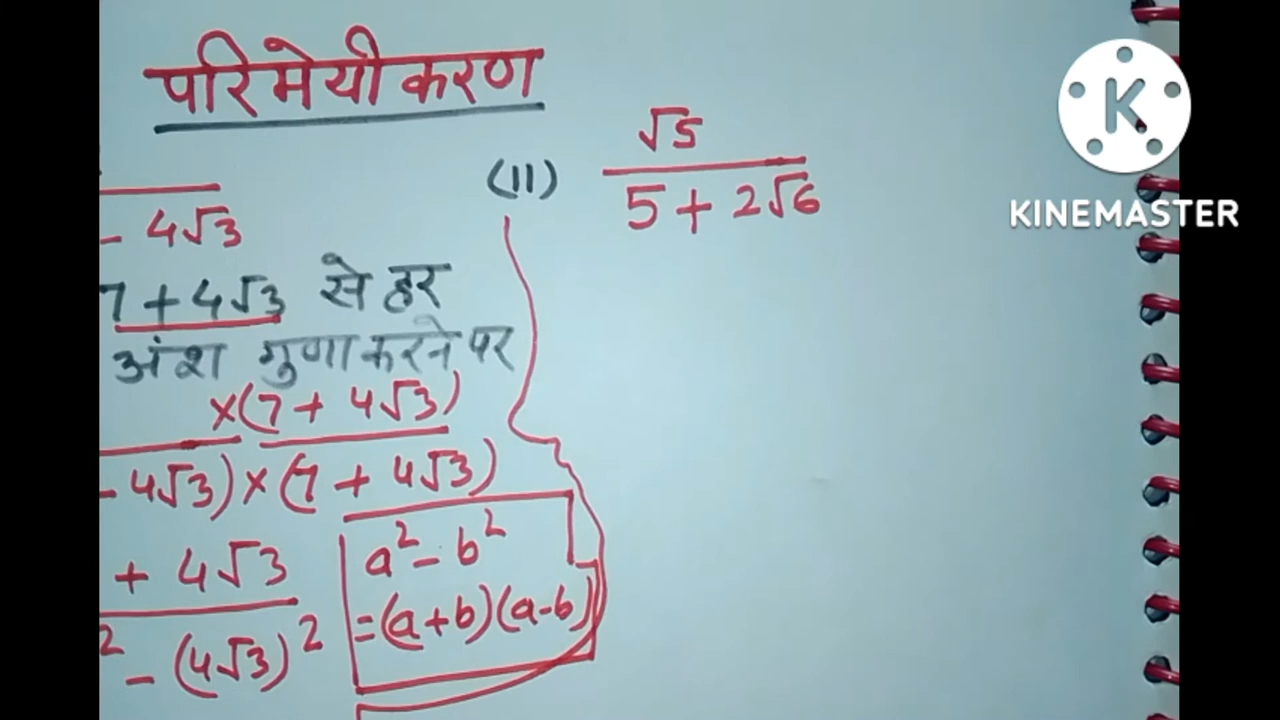 परिमेयीकरण
- 4√3
7 + 4√3 से हर
अंश गुणा करने पर
×(7 + 4√3)
- 4√3) × (7 + 4√3)
+ 4√3
2 - (4√3)²
a² - b²
= (a+b)(a-b)
(II) √5
5 + 2√6
KINEMASTER